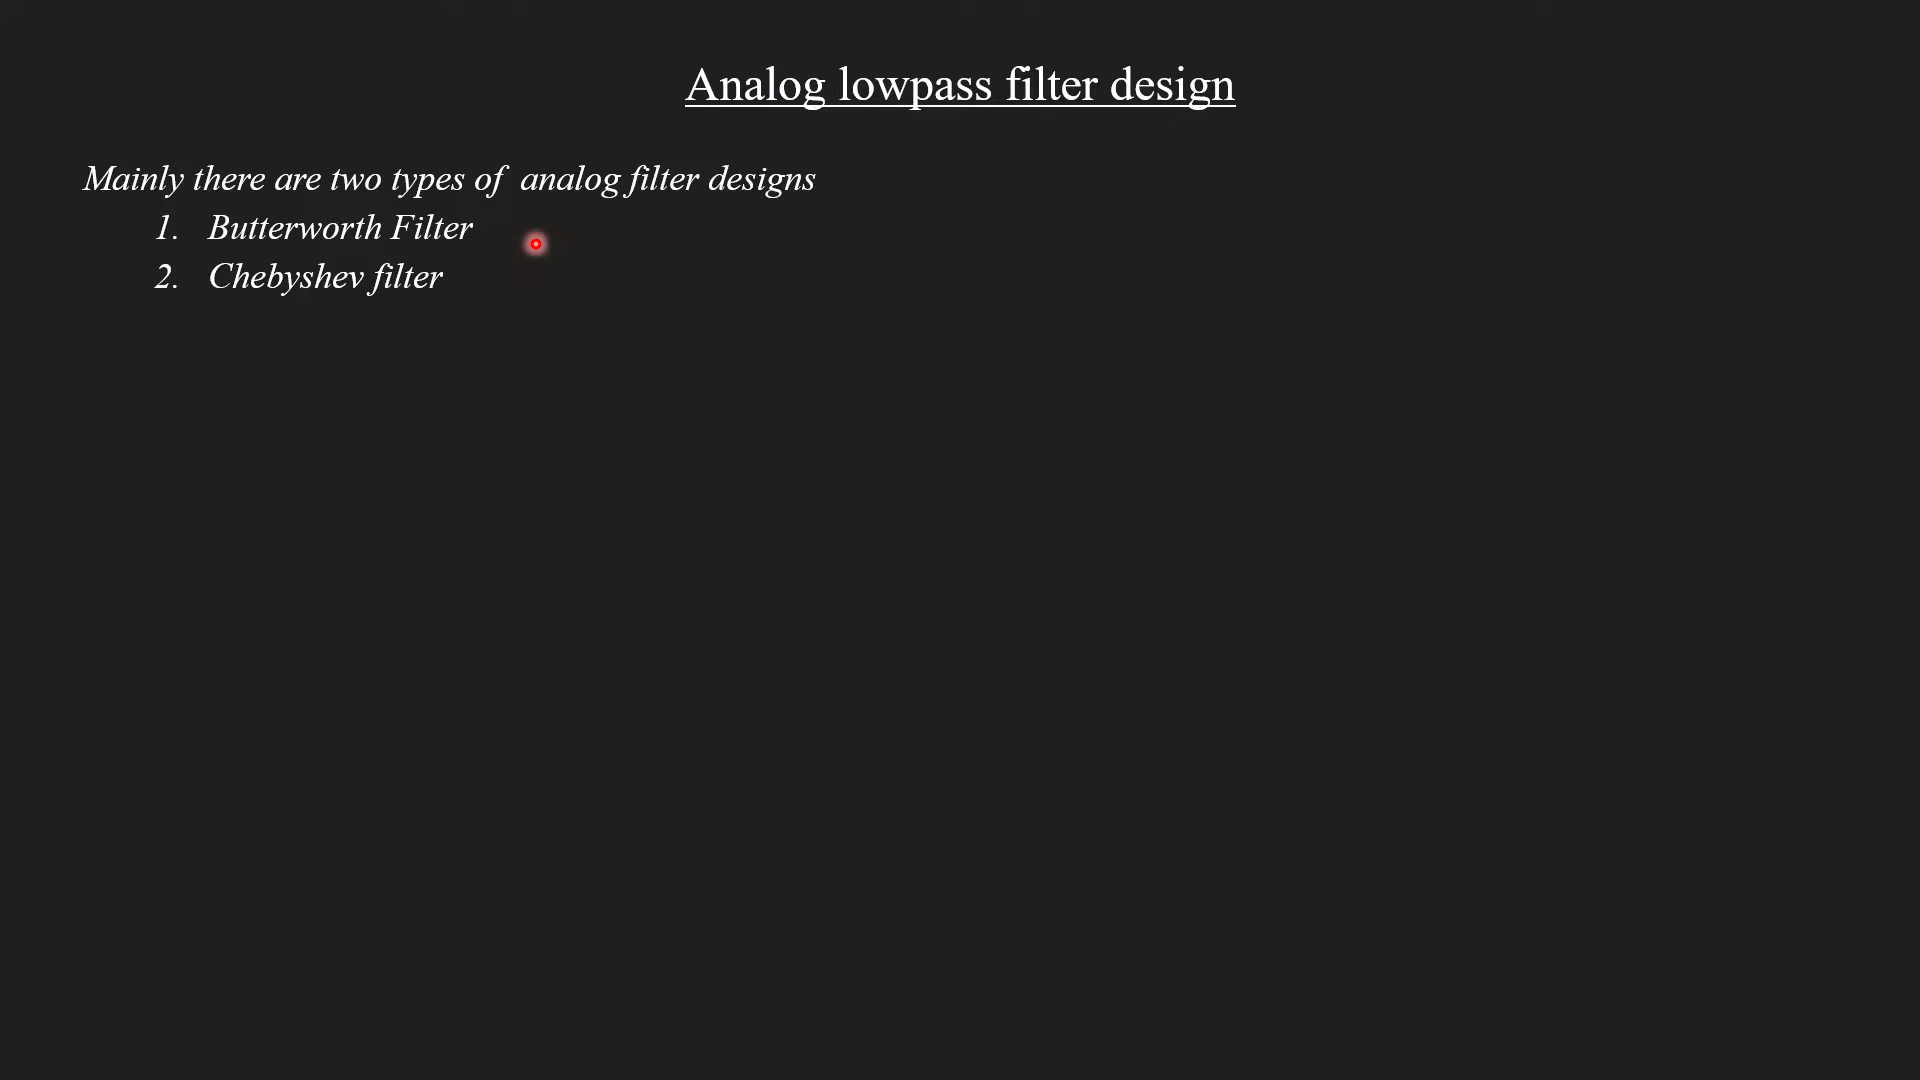 Analog lowpass filter design
Mainly there are two types of analog filter designs
1. Butterworth Filter
2. Chebyshev filter